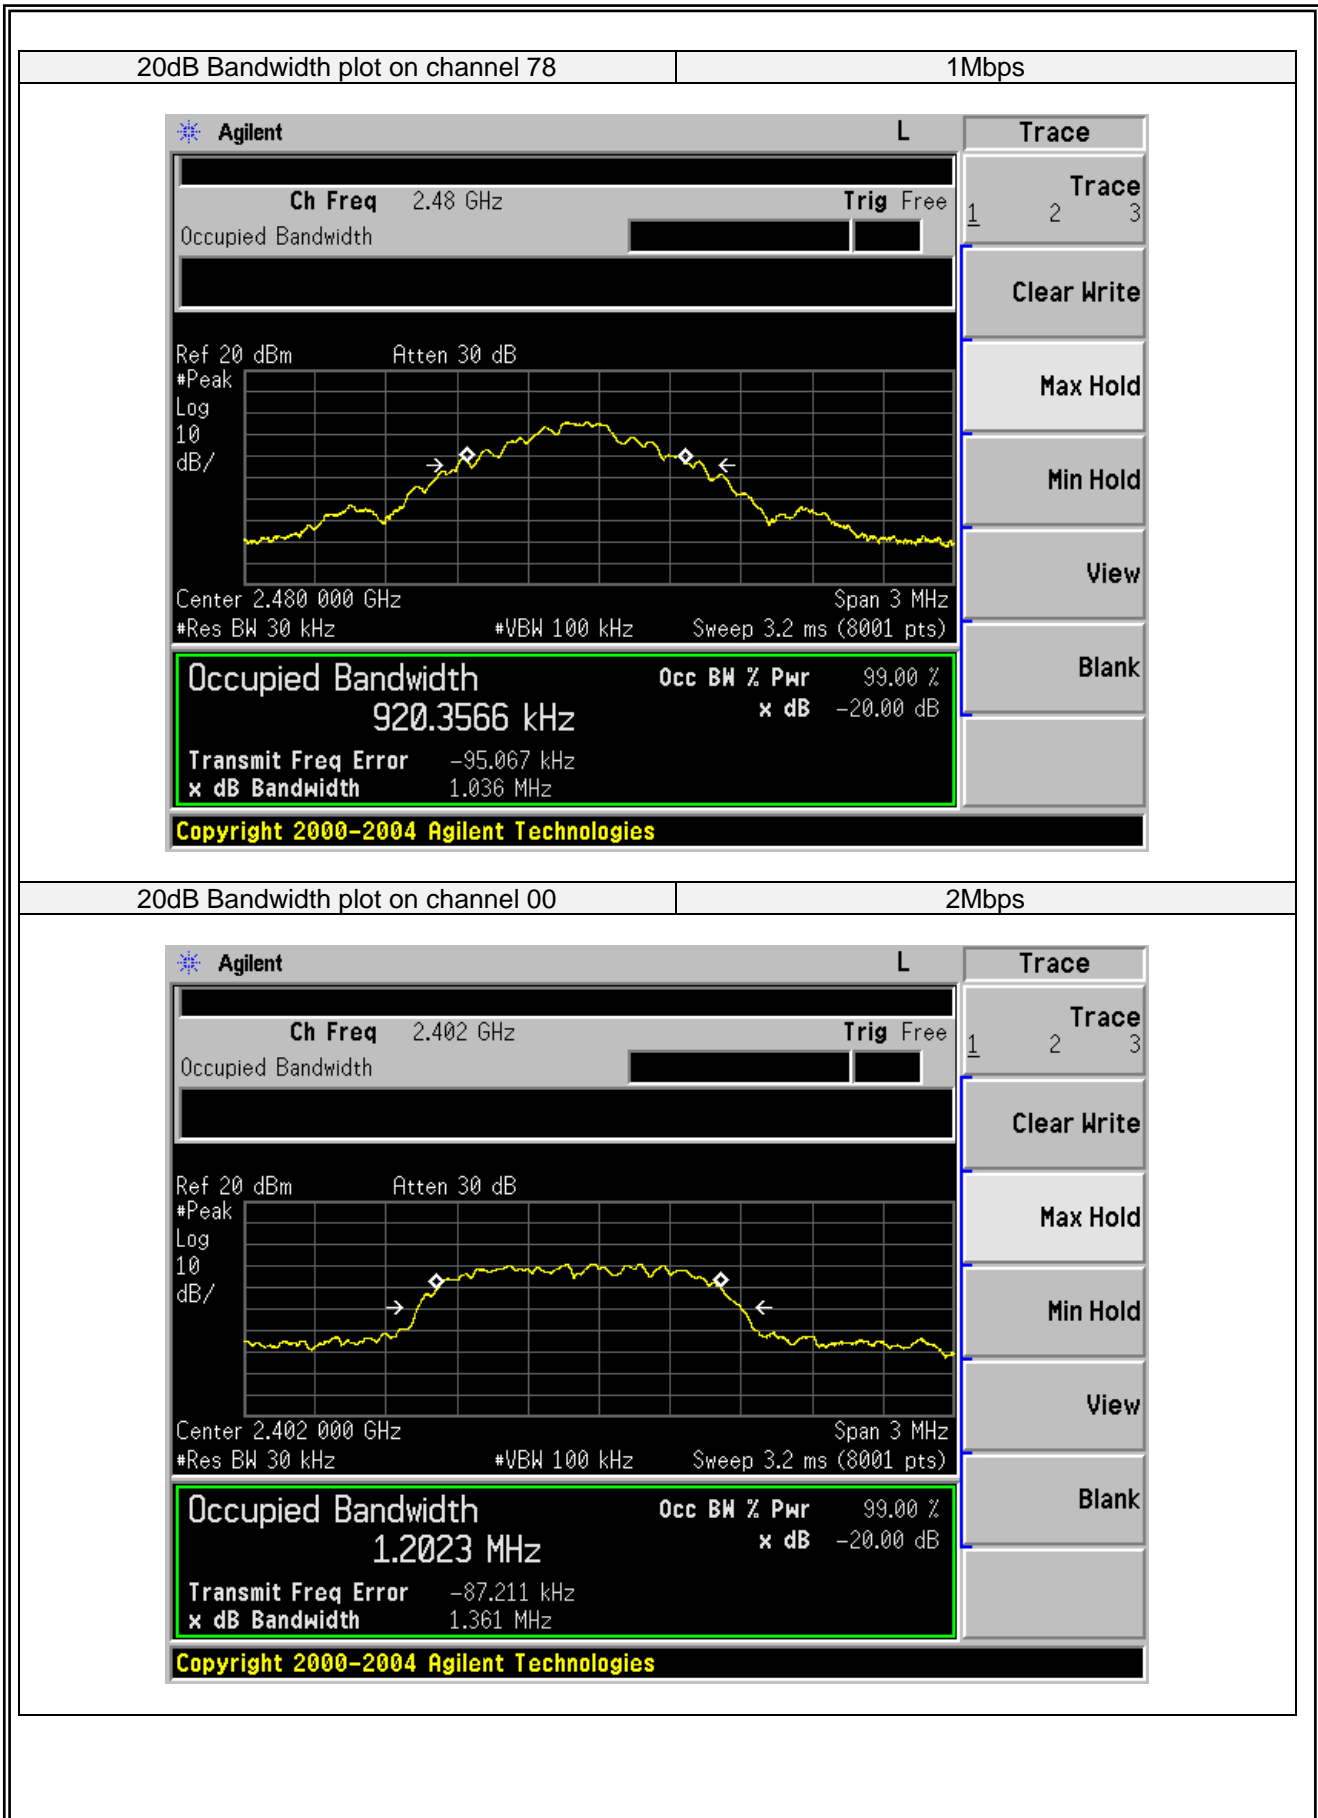 20dB Bandwidth plot on channel 78 1Mbps
Agilent L Trace
Ch Freq 2.48 GHz Trig Free
Occupied Bandwidth
Trace
1 2 3
Clear Write
Max Hold
Min Hold
View
Blank
Ref 20 dBm Atten 30 dB
#Peak
Log
10
dB/
Center 2.480 000 GHz Span 3 MHz
#Res BW 30 kHz #VBW 100 kHz Sweep 3.2 ms (8001 pts)
Occupied Bandwidth Occ BW % Pwr 99.00 %
920.3566 kHz x dB -20.00 dB
Transmit Freq Error -95.067 kHz
x dB Bandwidth 1.036 MHz
Copyright 2000-2004 Agilent Technologies
20dB Bandwidth plot on channel 00 2Mbps
Agilent L Trace
Ch Freq 2.402 GHz Trig Free
Occupied Bandwidth
Trace
1 2 3
Clear Write
Max Hold
Min Hold
View
Blank
Ref 20 dBm Atten 30 dB
#Peak
Log
10
dB/
Center 2.402 000 GHz Span 3 MHz
#Res BW 30 kHz #VBW 100 kHz Sweep 3.2 ms (8001 pts)
Occupied Bandwidth Occ BW % Pwr 99.00 %
1.2023 MHz x dB -20.00 dB
Transmit Freq Error -87.211 kHz
x dB Bandwidth 1.361 MHz
Copyright 2000-2004 Agilent Technologies